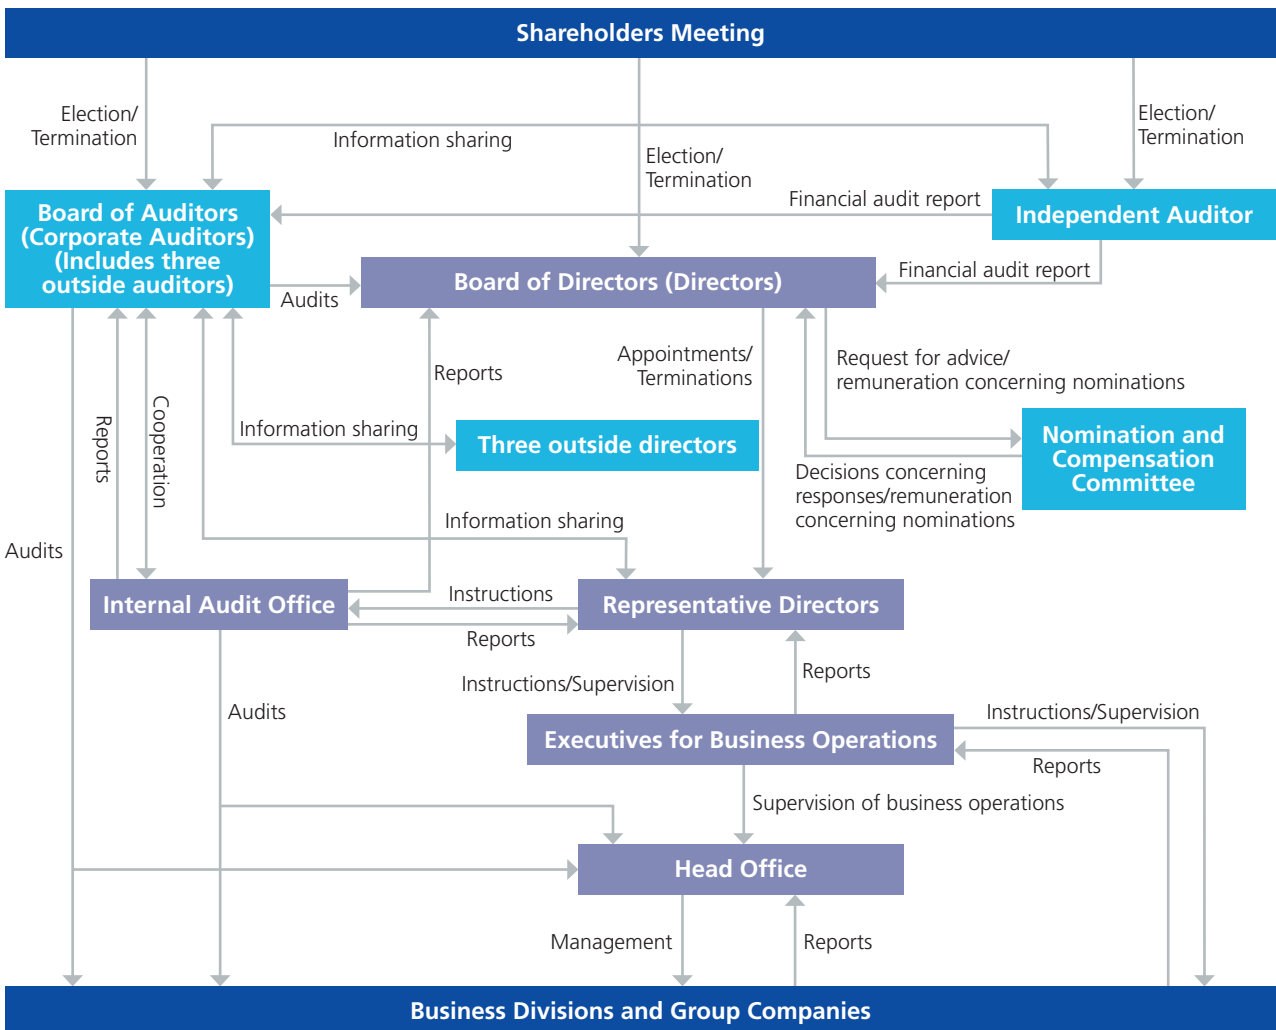 Shareholders Meeting
Election/
Termination
Information sharing
Election/
Termination
Election/
Termination
Financial audit report
Board of Auditors
(Corporate Auditors)
(Includes three
outside auditors)
Independent Auditor
Audits
Board of Directors (Directors)
Financial audit report
Reports
Appointments/
Terminations
Request for advice/
remuneration concerning nominations
Reports
Cooperation
Information sharing
Three outside directors
Nomination and
Compensation
Committee
Decisions concerning
responses/remuneration
concerning nominations
Information sharing
Audits
Internal Audit Office
Instructions
Reports
Representative Directors
Instructions/Supervision
Reports
Audits
Executives for Business Operations
Instructions/Supervision
Reports
Supervision of business operations
Head Office
Management
Reports
Business Divisions and Group Companies